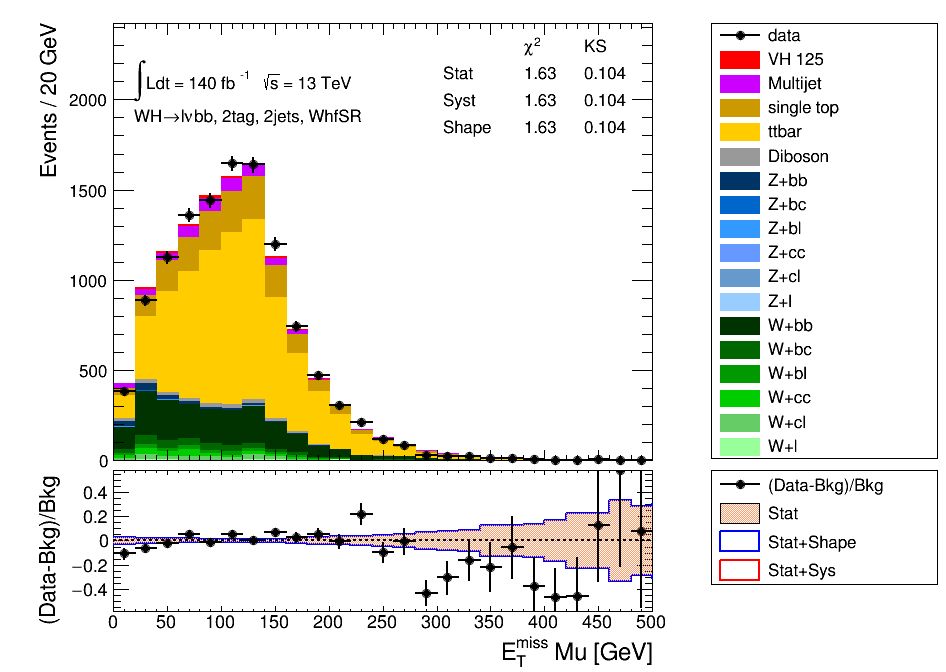 Events / 20 GeV
2000
1500
1000
500
0
∫Ldt = 140 fb⁻¹ √s = 13 TeV
WH→lνbb, 2tag, 2jets, WhfSR
χ² KS
Stat 1.63 0.104
Syst 1.63 0.104
Shape 1.63 0.104
data
VH 125
Multijet
single top
ttbar
Diboson
Z+bb
Z+bc
Z+bl
Z+cc
Z+cl
Z+l
W+bb
W+bc
W+bl
W+cc
W+cl
W+l
(Data-Bkg)/Bkg
0.4
0.2
0
−0.2
−0.4
0 50 100 150 200 250 300 350 400 450 500
E_T^miss Mu [GeV]
(Data-Bkg)/Bkg
Stat
Stat+Shape
Stat+Sys